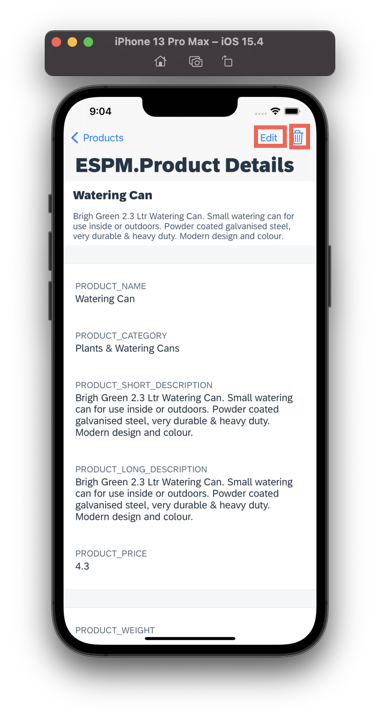 iPhone 13 Pro Max – iOS 15.4
9:04
Products
Edit
ESPM.Product Details
Watering Can
Brigh Green 2.3 Ltr Watering Can. Small watering can for
use inside or outdoors. Powder coated galvanised steel,
very durable & heavy duty. Modern design and colour.
PRODUCT_NAME
Watering Can
PRODUCT_CATEGORY
Plants & Watering Cans
PRODUCT_SHORT_DESCRIPTION
Brigh Green 2.3 Ltr Watering Can. Small watering
can for use inside or outdoors. Powder coated
galvanised steel, very durable & heavy duty.
Modern design and colour.
PRODUCT_LONG_DESCRIPTION
Brigh Green 2.3 Ltr Watering Can. Small watering
can for use inside or outdoors. Powder coated
galvanised steel, very durable & heavy duty.
Modern design and colour.
PRODUCT_PRICE
4.3
PRODUCT_WEIGHT